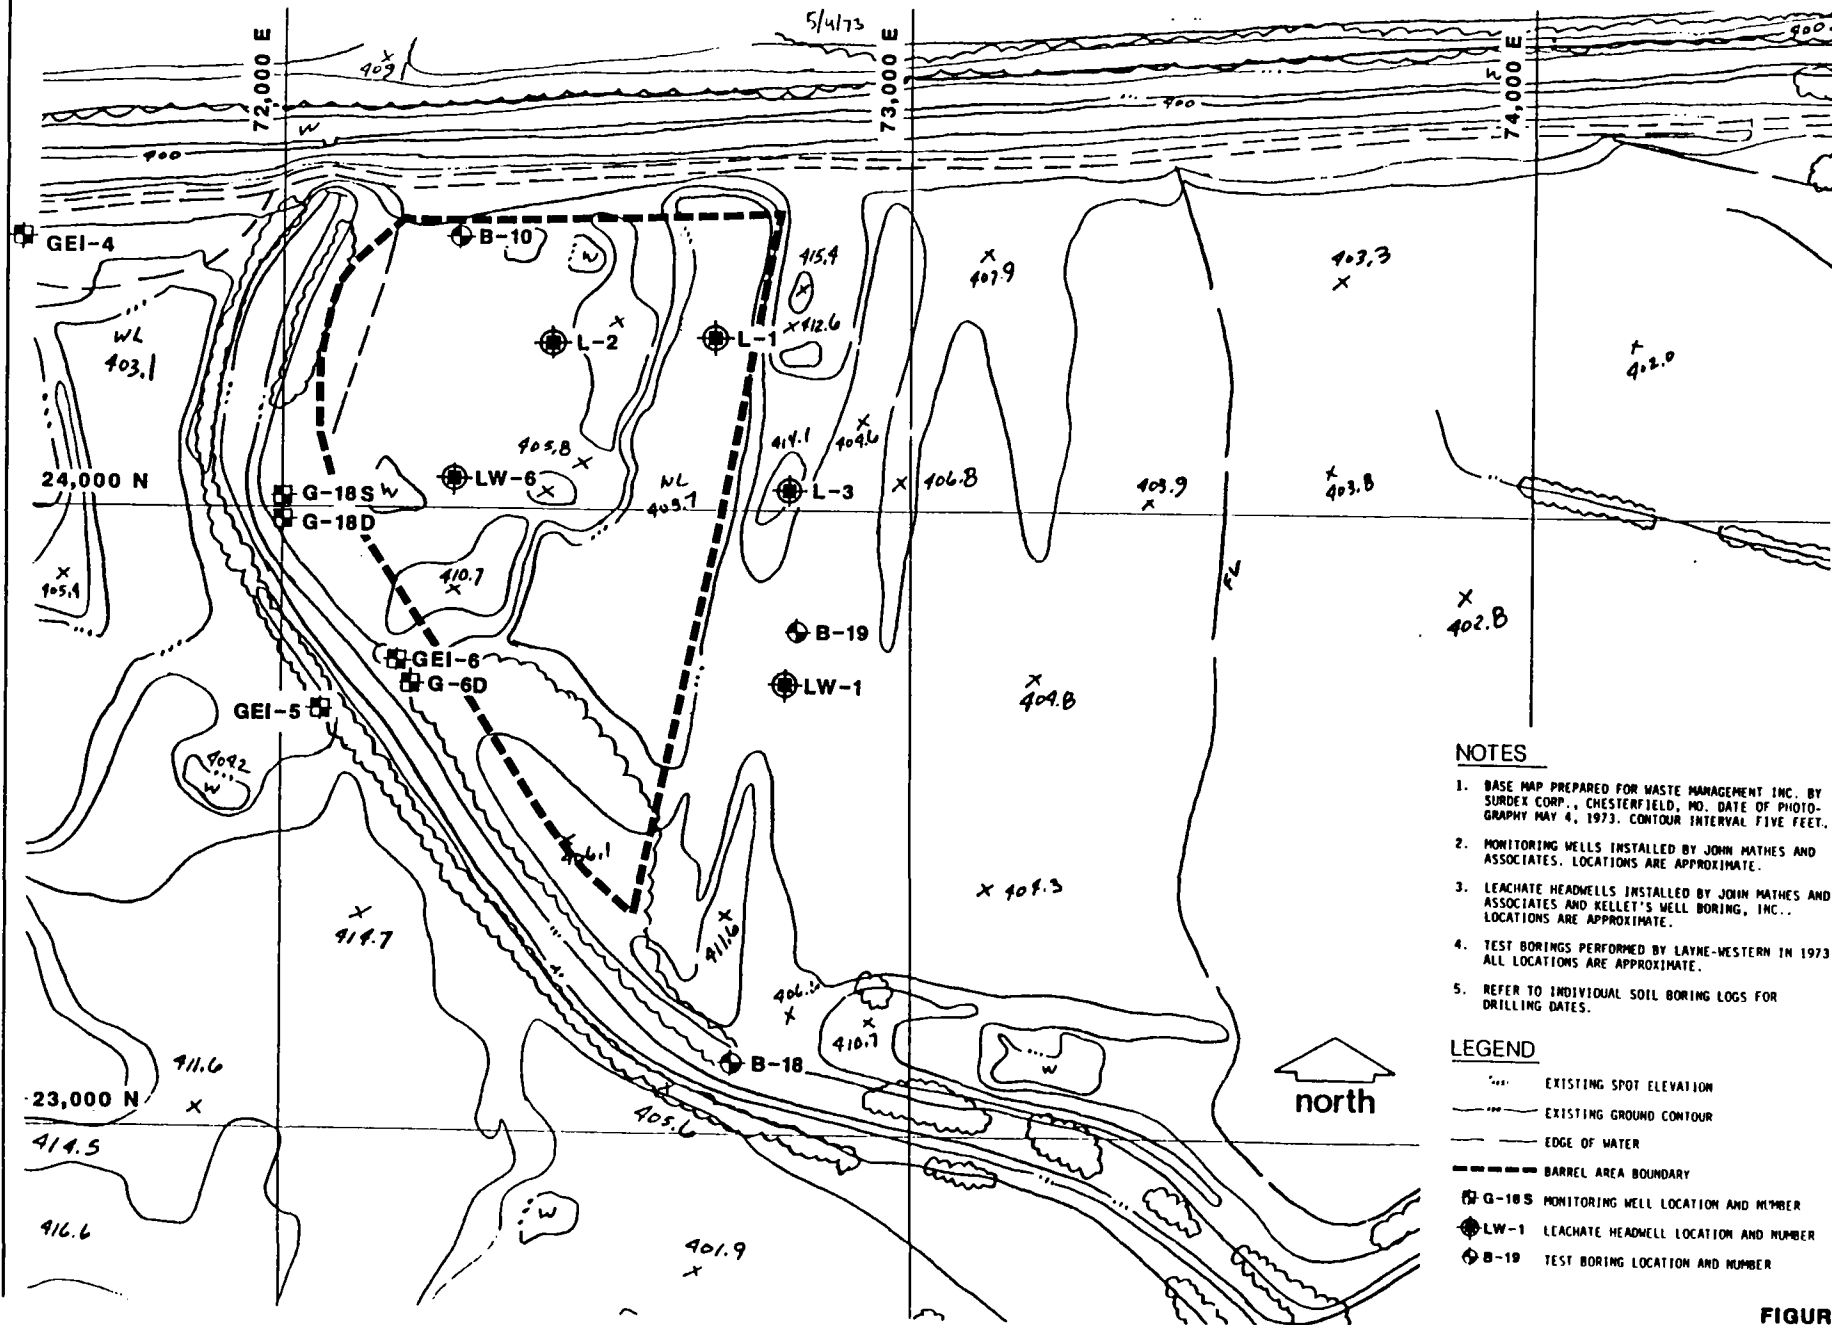 5/4/73
72,000 E
73,000 E
74,000 E
409
400
W
400
W
400
400
GEI-4
B-10
W
415.4
407.9
403.3
WL
403.1
L-2
L-1
412.6
402.0
405.8
414.1
404.6
24,000 N
G-18S
W
LW-6
403.7
L-3
406.8
403.9
403.8
G-18D
405.4
410.7
FL
402.8
B-19
GEI-6
G-6D
LW-1
404.8
GEI-5
404.2
W
406.1
404.3
414.7
411.6
410.7
W
B-18
411.6
23,000 N
405.6
414.5
416.6
W
401.9
north
NOTES
1. BASE MAP PREPARED FOR WASTE MANAGEMENT INC. BY
SURDEX CORP., CHESTERFIELD, MO. DATE OF PHOTO-
GRAPHY MAY 4, 1973. CONTOUR INTERVAL FIVE FEET.
2. MONITORING WELLS INSTALLED BY JOHN MATHES AND
ASSOCIATES. LOCATIONS ARE APPROXIMATE.
3. LEACHATE HEADWELLS INSTALLED BY JOHN MATHES AND
ASSOCIATES AND KELLET'S WELL BORING, INC..
LOCATIONS ARE APPROXIMATE.
4. TEST BORINGS PERFORMED BY LAYNE-WESTERN IN 1973
ALL LOCATIONS ARE APPROXIMATE.
5. REFER TO INDIVIDUAL SOIL BORING LOGS FOR
DRILLING DATES.
LEGEND
EXISTING SPOT ELEVATION
EXISTING GROUND CONTOUR
EDGE OF WATER
BARREL AREA BOUNDARY
G-18S MONITORING WELL LOCATION AND NUMBER
LW-1 LEACHATE HEADWELL LOCATION AND NUMBER
B-19 TEST BORING LOCATION AND NUMBER
FIGUR